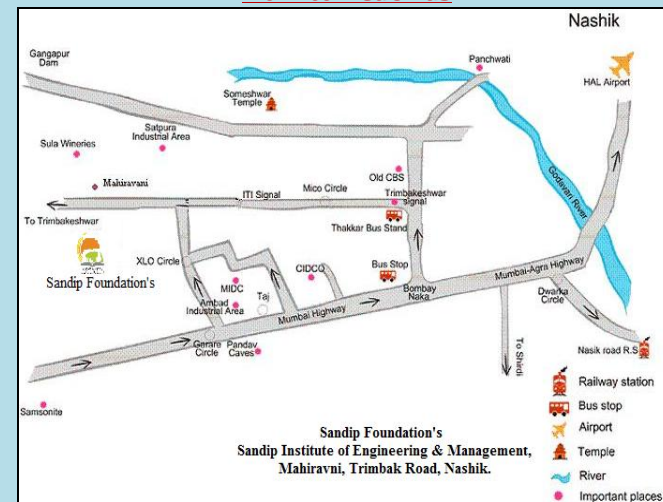 Nashik
Gangapur
Dam
Panchwati
HAL Airport
Someshwar
Temple
Satpura
Industrial Area
Sula Wineries
Old CBS
Mahiravani
ITI Signal
Mico Circle
Trimbakeshwar
signal
To Trimbakeshwar
Thakkar Bus Stand
Godavari River
XLO Circle
CIDCO
Bus Stop
Mumbai-Agra Highway
Sandip Foundation's
MIDC
Bombay
Naka
Dwarka
Circle
Ambad
Industrial Area
Taj
Mumbai Highway
Garare
Circle
Pandav
Caves
To Shirdi
Nasik road R.S
Samsonite
Railway station
Bus stop
Airport
Temple
River
Important places
Sandip Foundation's
Sandip Institute of Engineering & Management,
Mahiravni, Trimbak Road, Nashik.